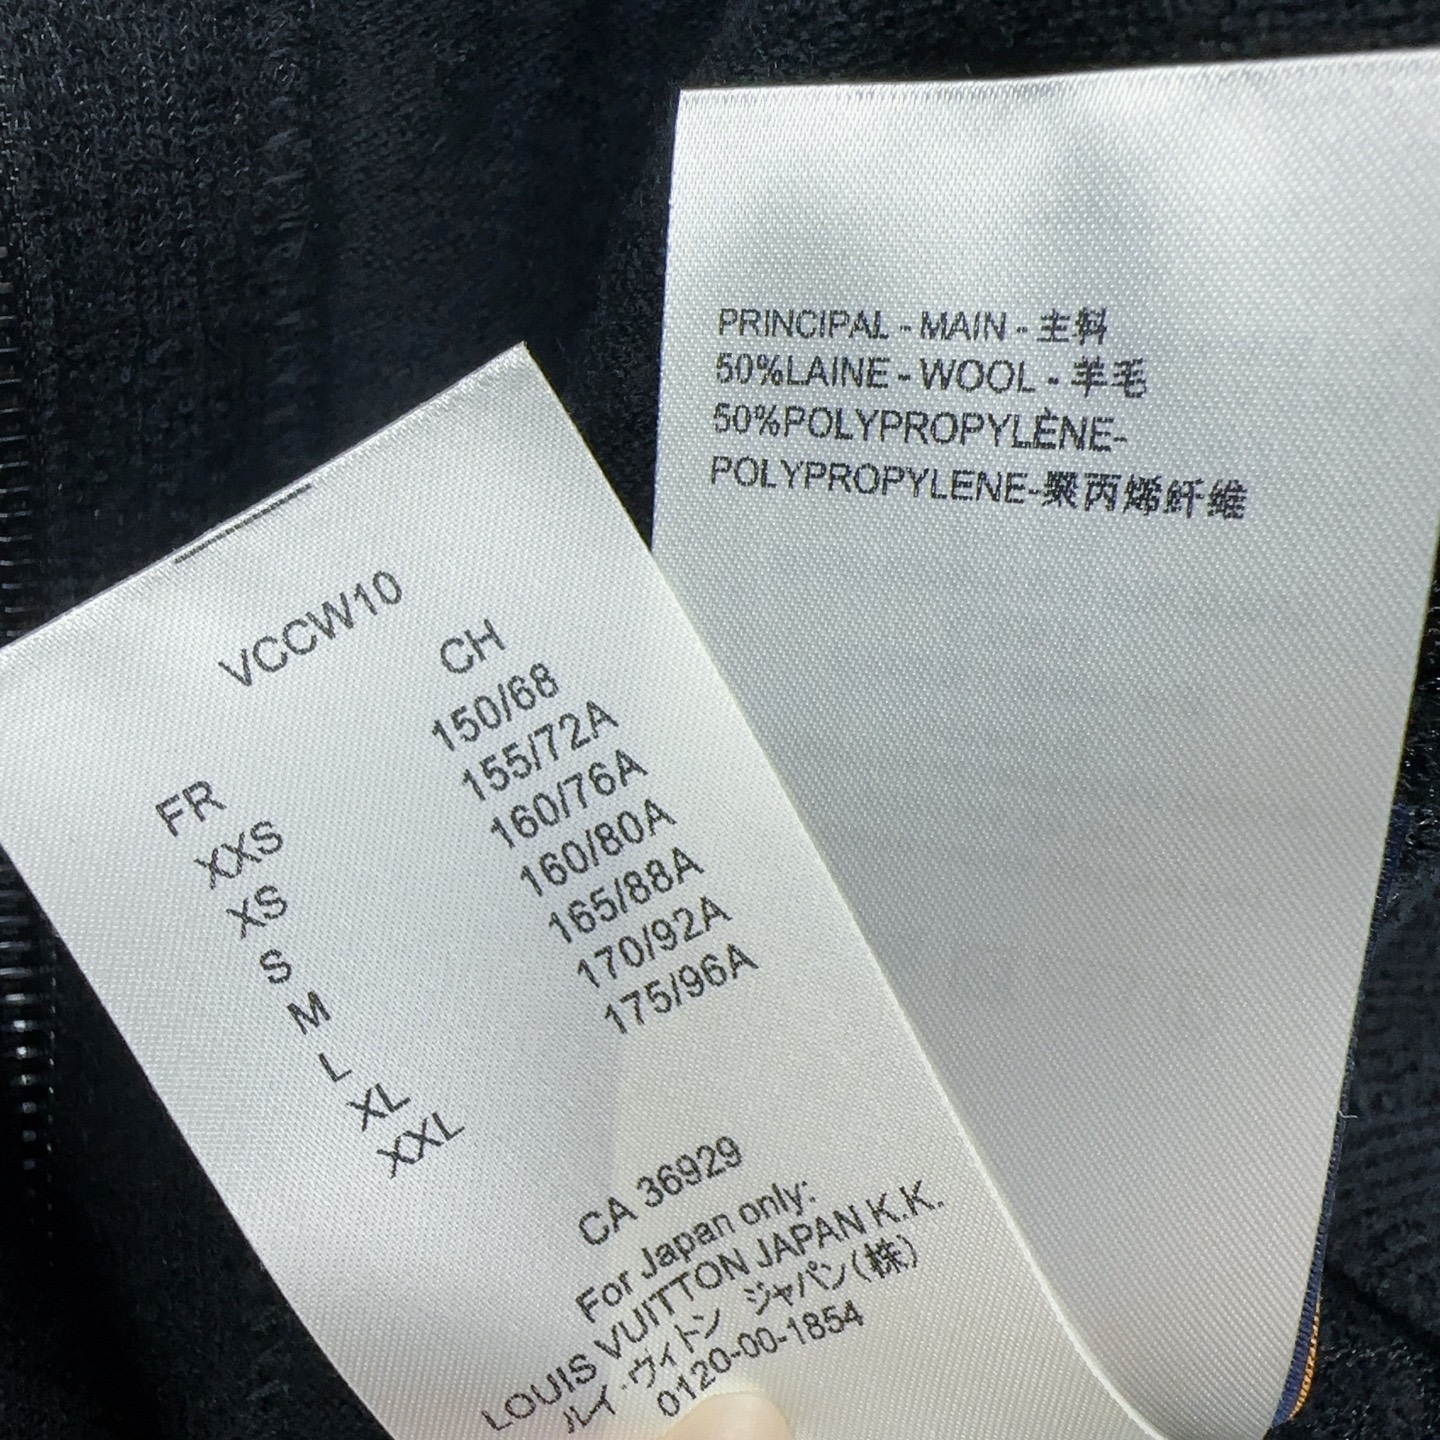 PRINCIPAL - MAIN - 主料
50%LAINE - WOOL - 羊毛
50%POLYPROPYLÈNE-
POLYPROPYLENE-聚丙烯纤维
VCCW10
FR CH
XXS 150/68
XS 155/72A
S 160/76A
M 160/80A
L 165/88A
XL 170/92A
XXL 175/96A
CA 36929
For Japan only:
LOUIS VUITTON JAPAN K.K.
ルイ・ヴィトン ジャパン(株)
0120-00-1854